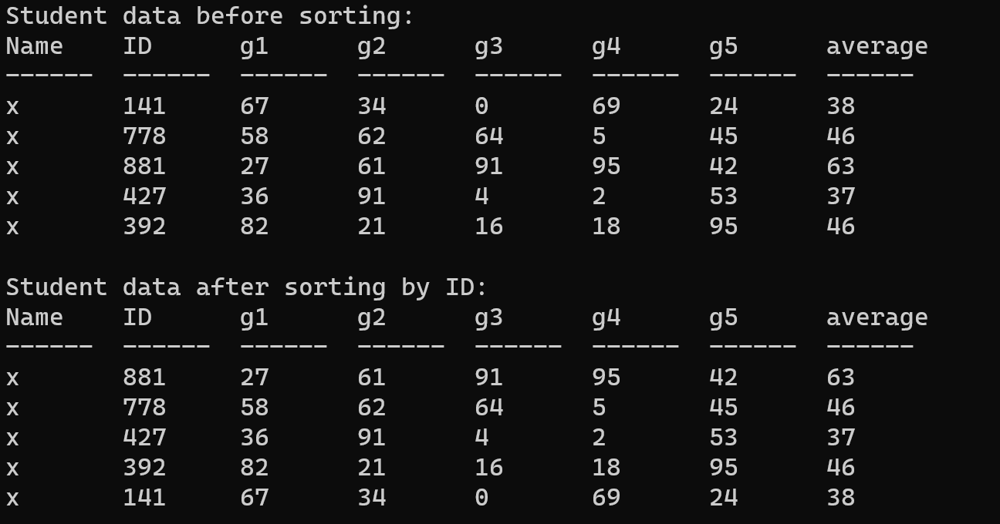 Student data before sorting:
Name    ID      g1      g2      g3      g4      g5      average
------  ------  ------  ------  ------  ------  ------  ------
x       141     67      34      0       69      24      38
x       778     58      62      64      5       45      46
x       881     27      61      91      95      42      63
x       427     36      91      4       2       53      37
x       392     82      21      16      18      95      46

Student data after sorting by ID:
Name    ID      g1      g2      g3      g4      g5      average
------  ------  ------  ------  ------  ------  ------  ------
x       881     27      61      91      95      42      63
x       778     58      62      64      5       45      46
x       427     36      91      4       2       53      37
x       392     82      21      16      18      95      46
x       141     67      34      0       69      24      38